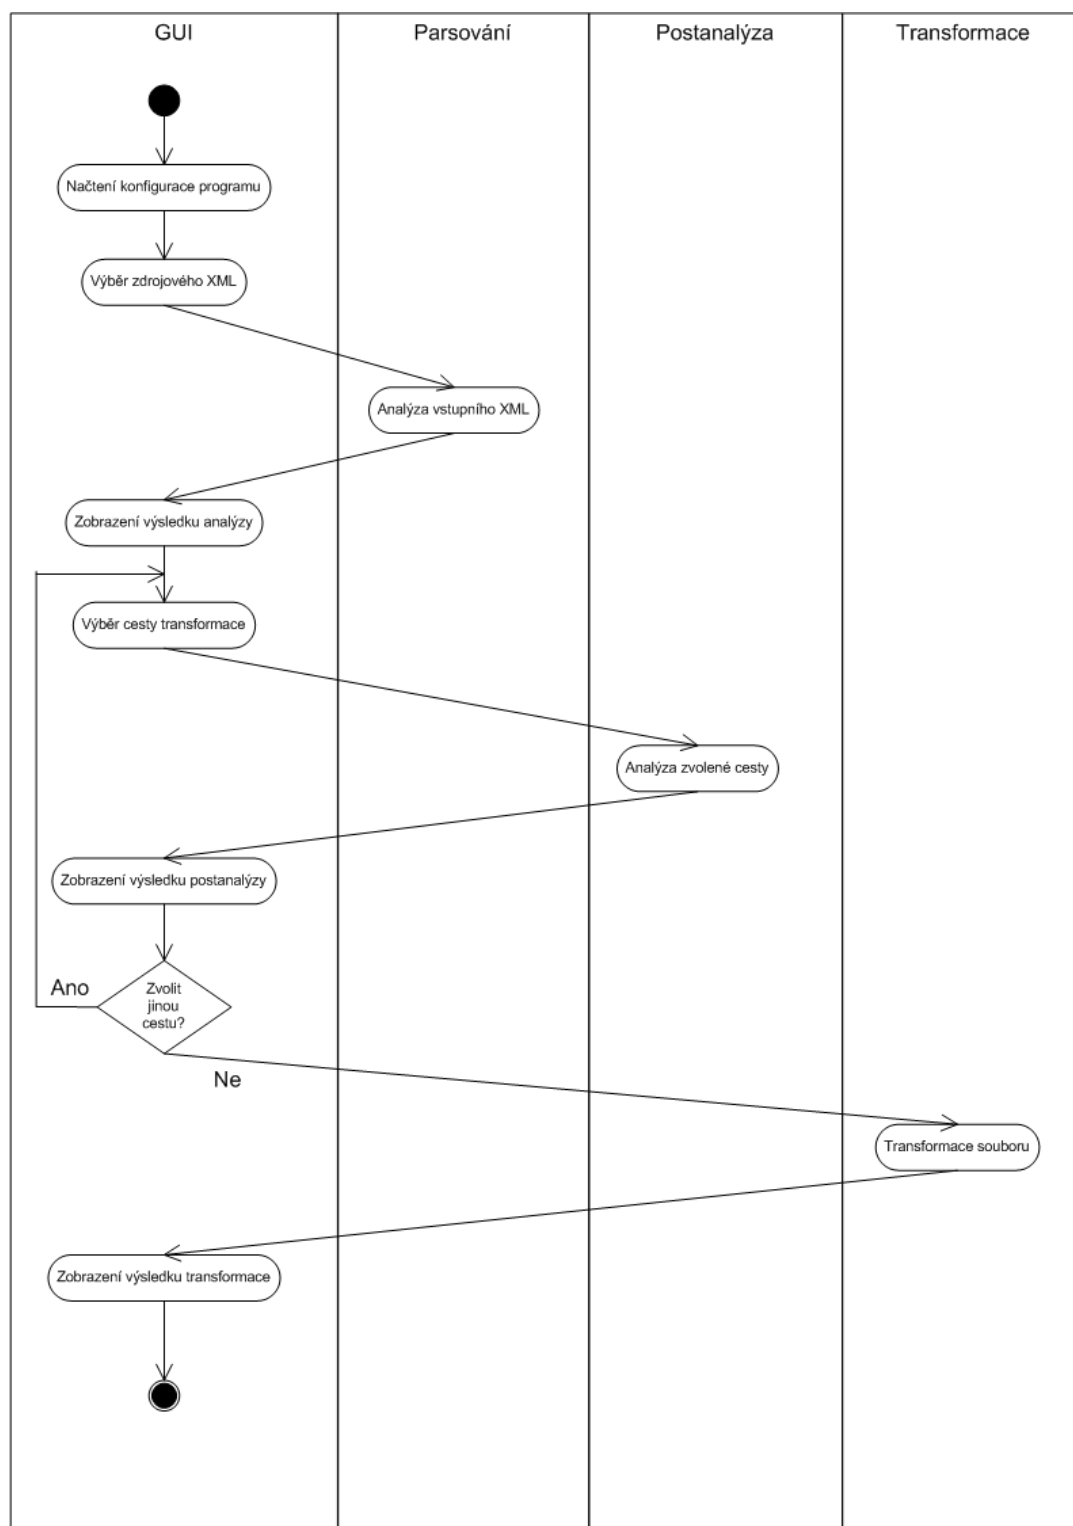 GUI
Parsování
Postanalýza
Transformace
Načtení konfigurace programu
Výběr zdrojového XML
Analýza vstupního XML
Zobrazení výsledku analýzy
Výběr cesty transformace
Analýza zvolené cesty
Zobrazení výsledku postanalýzy
Ano
Zvolit
jinou
cestu?
Ne
Transformace souboru
Zobrazení výsledku transformace